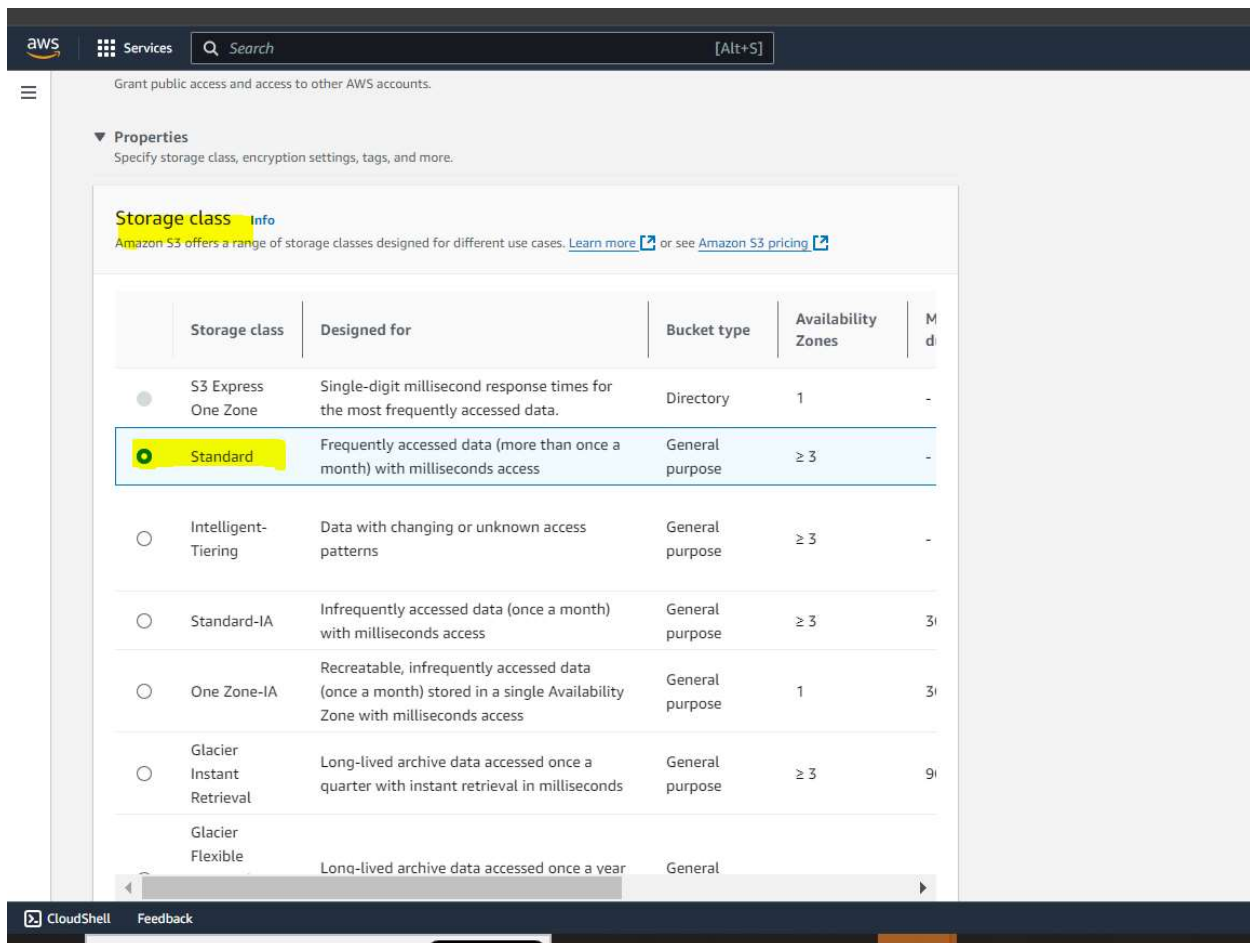 aws
Services
Search
[Alt+S]
Grant public access and access to other AWS accounts.
Properties
Specify storage class, encryption settings, tags, and more.
Storage class Info
Amazon S3 offers a range of storage classes designed for different use cases. Learn more or see Amazon S3 pricing
Storage class
Designed for
Bucket type
Availability
Zones
S3 Express
One Zone
Single-digit millisecond response times for
the most frequently accessed data.
Directory
1
-
Standard
Frequently accessed data (more than once a
month) with milliseconds access
General
purpose
≥ 3
-
Intelligent-
Tiering
Data with changing or unknown access
patterns
General
purpose
≥ 3
-
Standard-IA
Infrequently accessed data (once a month)
with milliseconds access
General
purpose
≥ 3
One Zone-IA
Recreatable, infrequently accessed data
(once a month) stored in a single Availability
Zone with milliseconds access
General
purpose
1
Glacier
Instant
Retrieval
Long-lived archive data accessed once a
quarter with instant retrieval in milliseconds
General
purpose
≥ 3
Glacier
Flexible
Long-lived archive data accessed once a year
General
CloudShell
Feedback